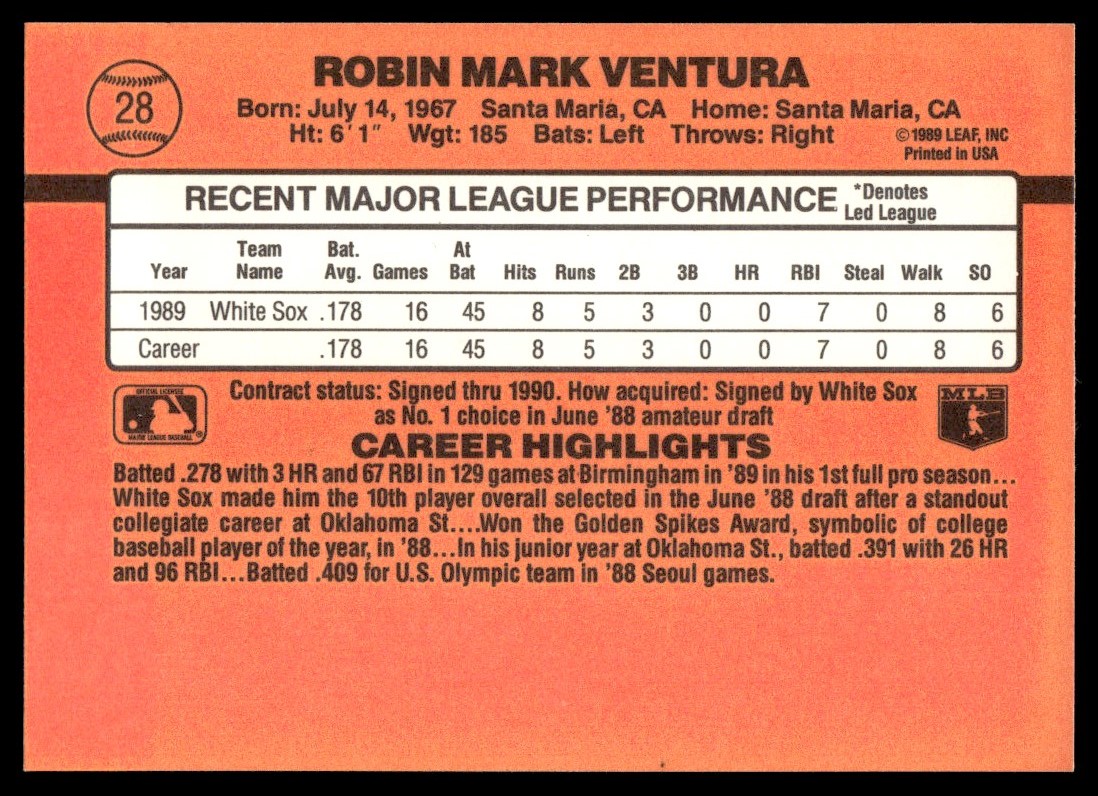 ROBIN MARK VENTURA
28
Born: July 14, 1967 Santa Maria, CA Home: Santa Maria, CA
Ht: 6'1" Wgt: 185 Bats: Left Throws: Right
©1989 LEAF, INC
Printed in USA
RECENT MAJOR LEAGUE PERFORMANCE *Denotes
Led League
Year Team Name Bat. Avg. Games At Bat Hits Runs 2B 3B HR RBI Steal Walk SO
1989 White Sox .178 16 45 8 5 3 0 0 7 0 8 6
Career .178 16 45 8 5 3 0 0 7 0 8 6
OFFICIAL LICENSEE
MAJOR LEAGUE BASEBALL
®
Contract status: Signed thru 1990. How acquired: Signed by White Sox
as No. 1 choice in June '88 amateur draft
MLB
CAREER HIGHLIGHTS
Batted .278 with 3 HR and 67 RBI in 129 games at Birmingham in '89 in his 1st full pro season...
White Sox made him the 10th player overall selected in the June '88 draft after a standout
collegiate career at Oklahoma St....Won the Golden Spikes Award, symbolic of college
baseball player of the year, in '88...In his junior year at Oklahoma St., batted .391 with 26 HR
and 96 RBI...Batted .409 for U.S. Olympic team in '88 Seoul games.